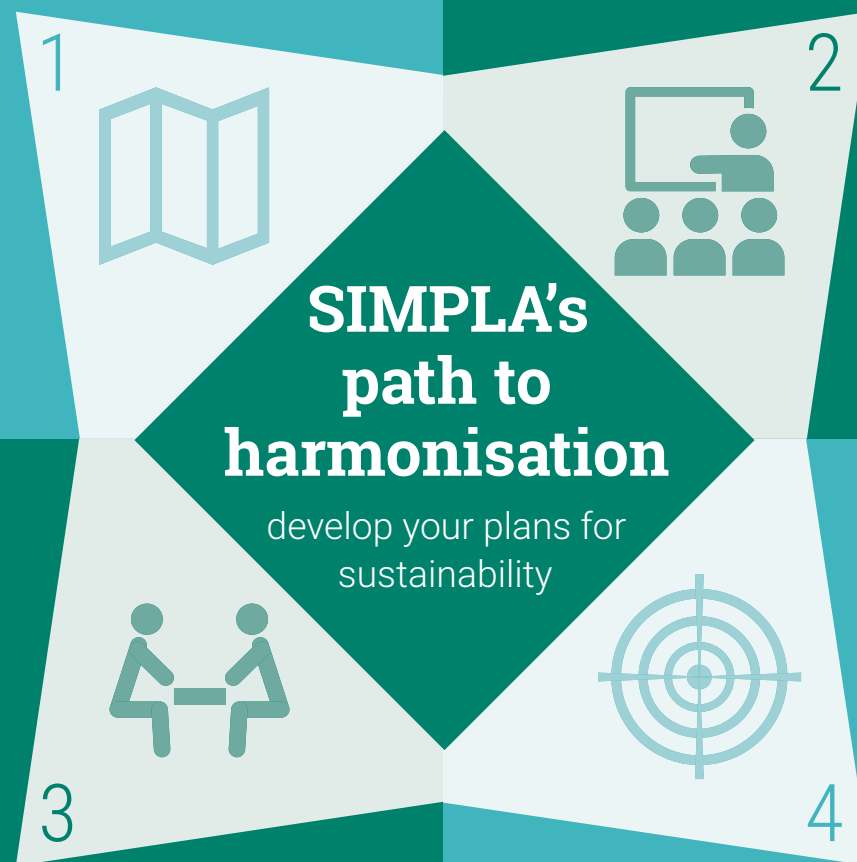 1
2
SIMPLA’s
path to
harmonisation
develop your plans for
sustainability
3
4